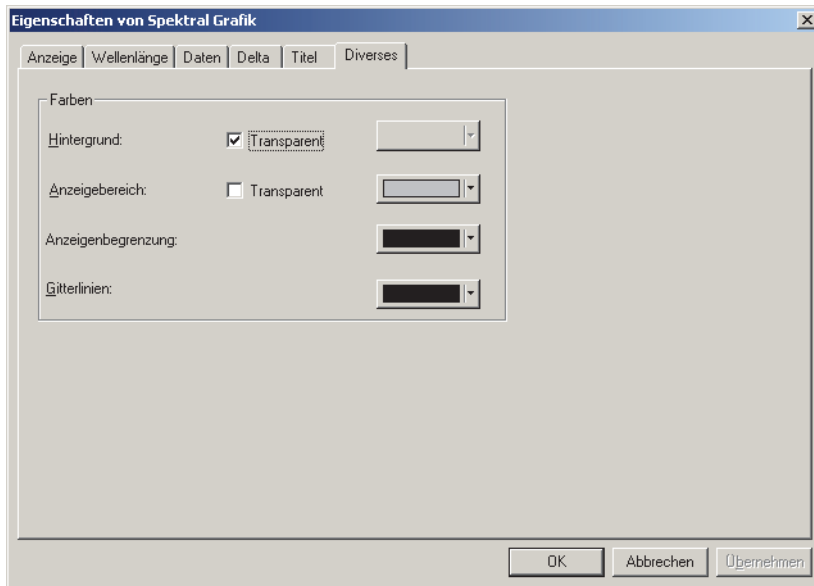 Eigenschaften von Spektral Grafik
Anzeige Wellenlänge Daten Delta Titel Diverses
Farben
Hintergrund: Transparent
Anzeigebereich: Transparent
Anzeigenbegrenzung:
Gitterlinien:
OK Abbrechen Übernehmen